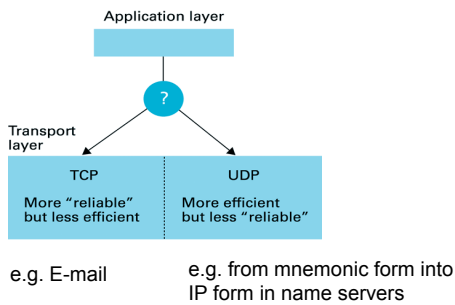 Application layer
?
Transport
layer
TCP
More “reliable”
but less efficient
UDP
More efficient
but less “reliable”
e.g. E-mail
e.g. from mnemonic form into
IP form in name servers